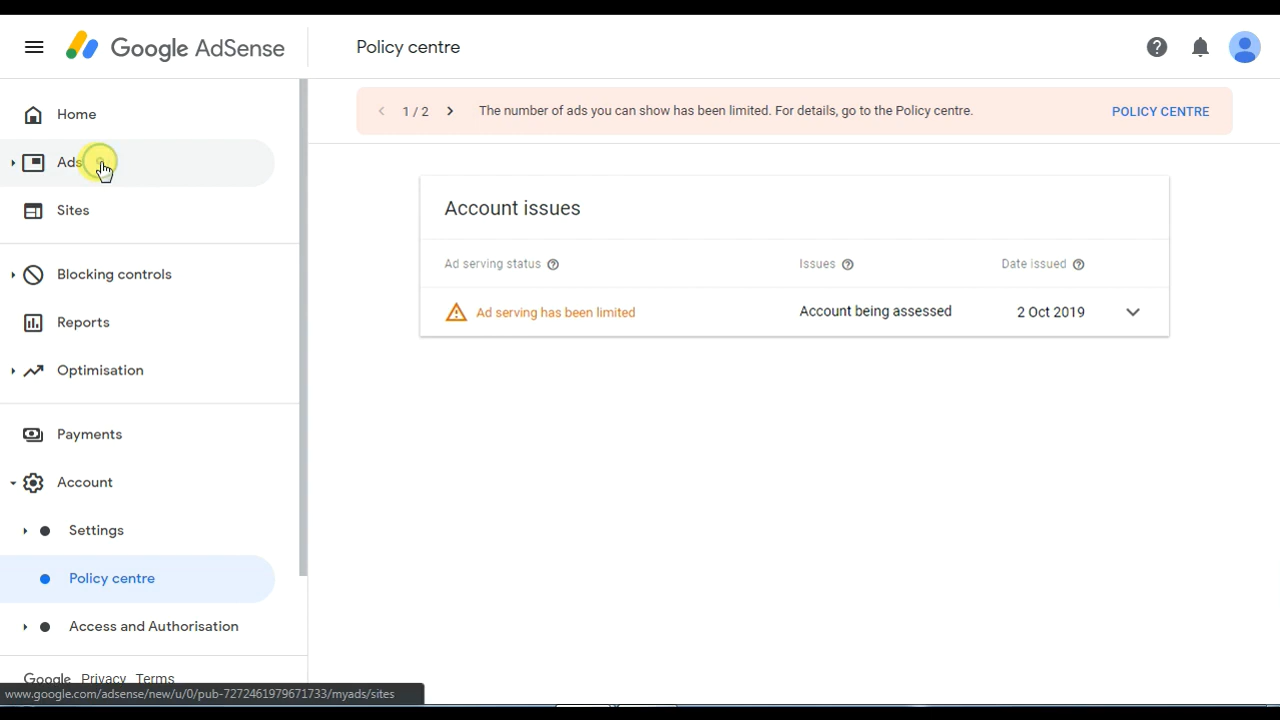 Google AdSense
Policy centre
Home
Ads
Sites
Blocking controls
Reports
Optimisation
Payments
Account
Settings
Policy centre
Access and Authorisation
Google Privacy Terms
www.google.com/adsense/new/u/0/pub-7272461979671733/myads/sites
1 / 2 The number of ads you can show has been limited. For details, go to the Policy centre. POLICY CENTRE
Account issues
Ad serving status Issues Date issued
Ad serving has been limited Account being assessed 2 Oct 2019